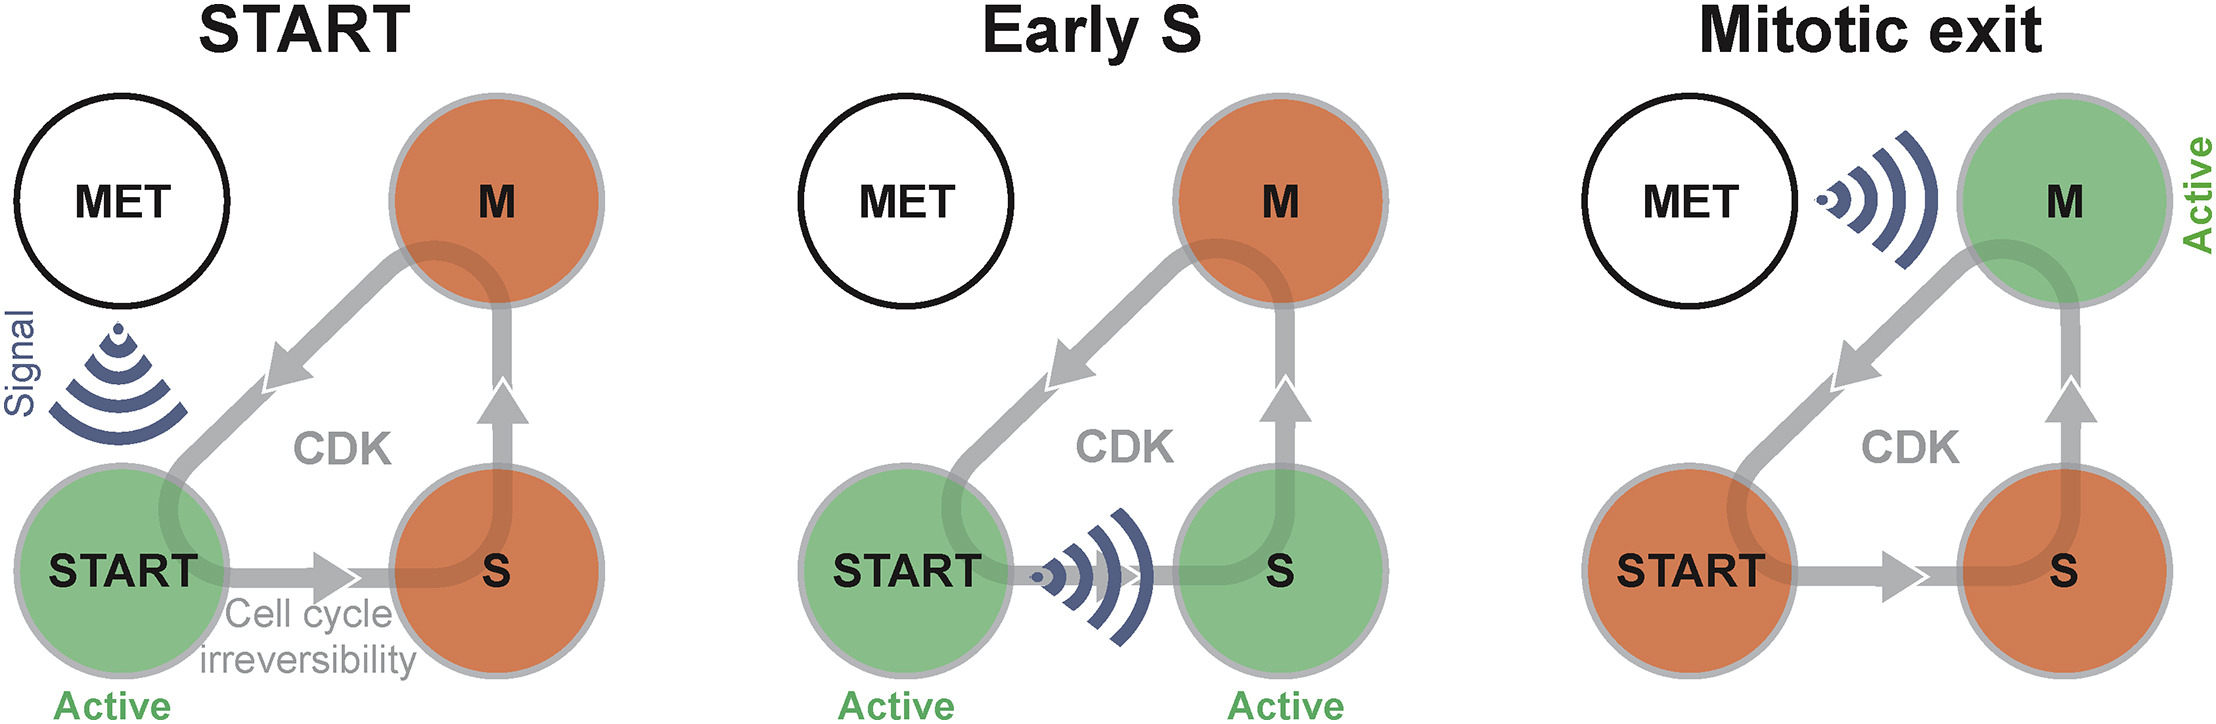 START
MET
M
Signal
CDK
START
S
Cell cycle
irreversibility
Active
Early S
MET
M
CDK
START
S
Active
Active
Mitotic exit
MET
M
Active
CDK
START
S